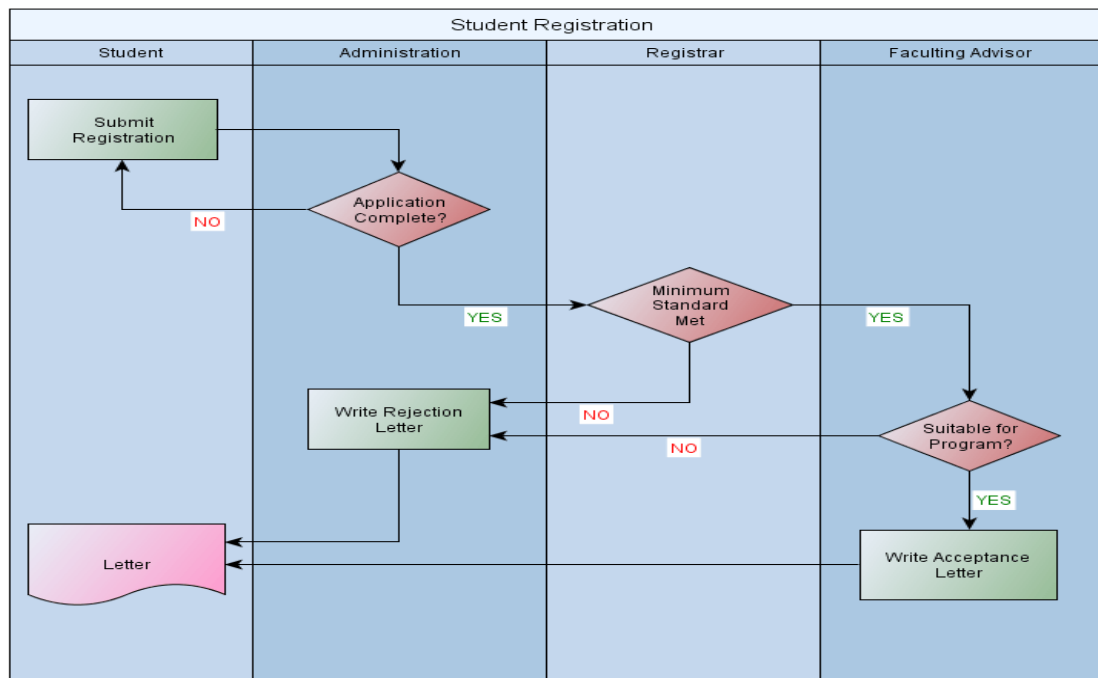 Student Registration
Student
Administration
Registrar
Faculting Advisor
Submit
Registration
Application
Complete?
NO
YES
Minimum
Standard
Met
YES
NO
Write Rejection
Letter
Suitable for
Program?
NO
YES
Letter
Write Acceptance
Letter